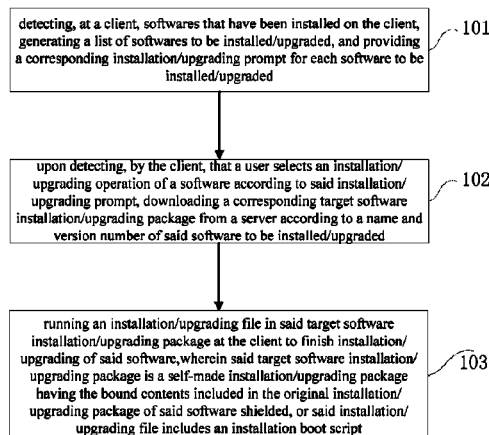 detecting, at a client, softwares that have been installed on the client,
generating a list of softwares to be installed/upgraded, and providing
a corresponding installation/upgrading prompt for each software to be
installed/upgraded
101
upon detecting, by the client, that a user selects an installation/
upgrading operation of a software according to said installation/
upgrading prompt, downloading a corresponding target software
installation/upgrading package from a server according to a name and
version number of said software to be installed/upgraded
102
running an installation/upgrading file in said target software
installation/upgrading package at the client to finish installation/
upgrading of said software,wherein said target software installation/
upgrading package is a self-made installation/upgrading package
having the bound contents included in the original installation/
upgrading package of said software shielded, or said installation/
upgrading file includes an installation boot script
103